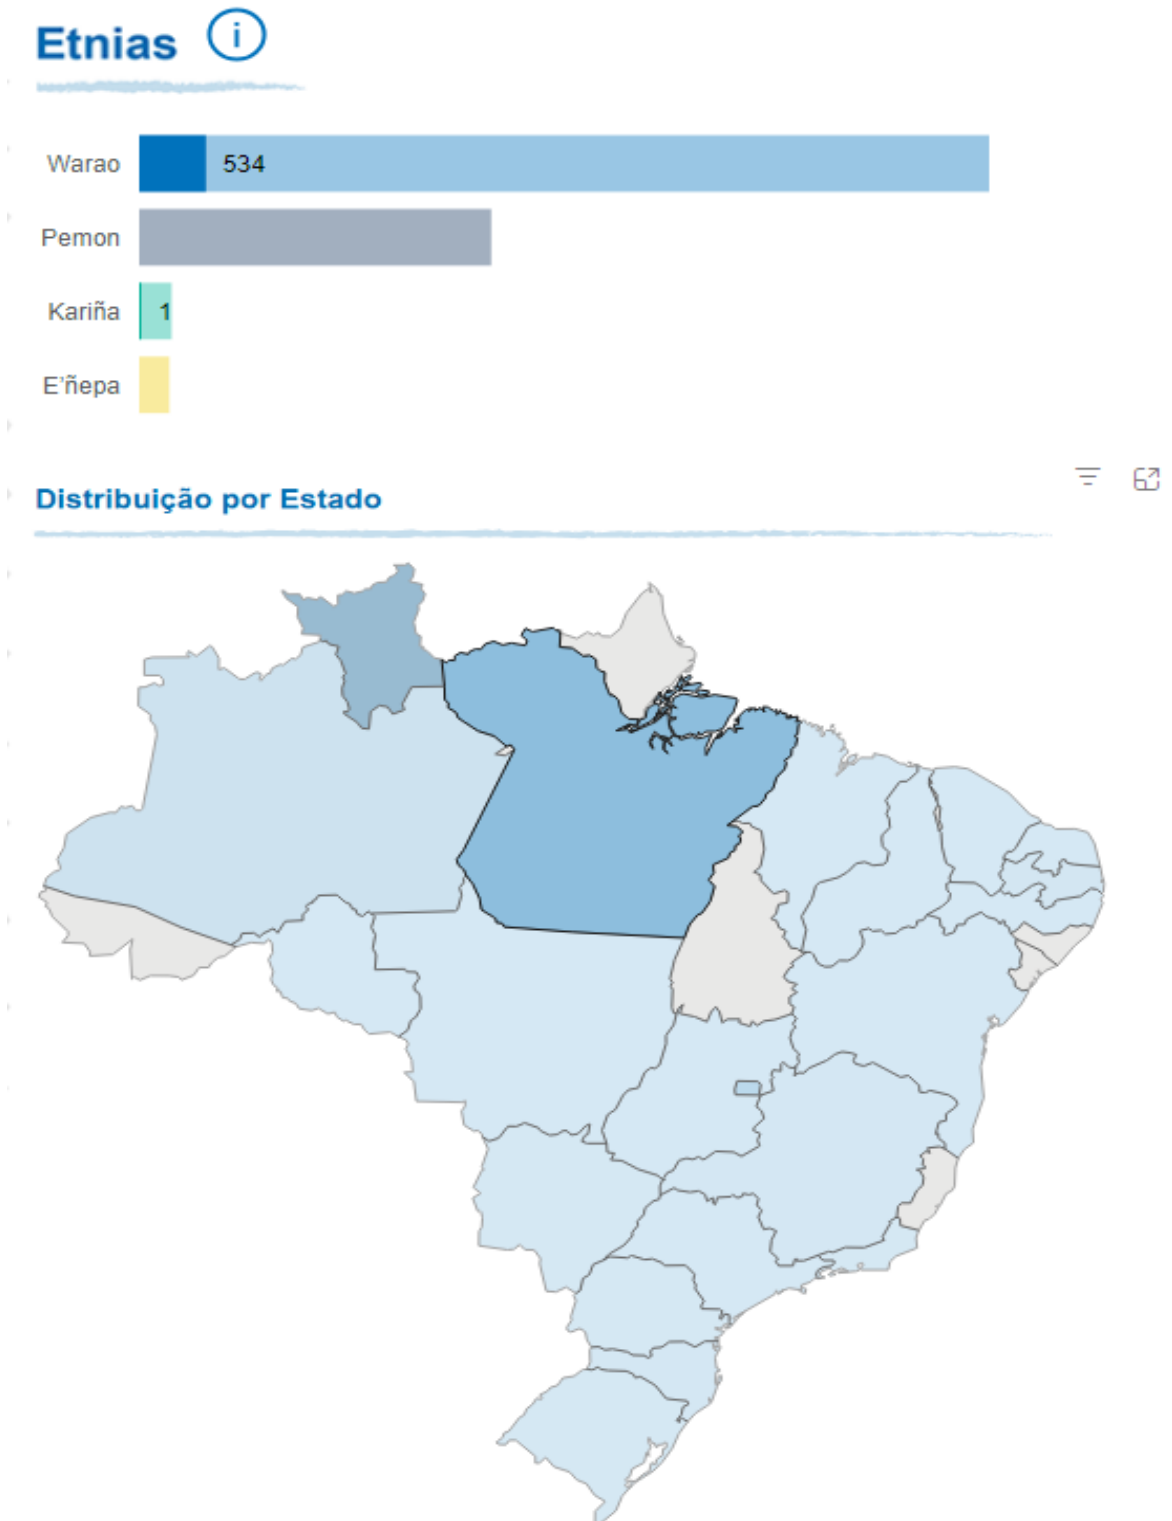 Etnias
Warao 534
Pemon
Kariña 1
E'ñepa
Distribuição por Estado